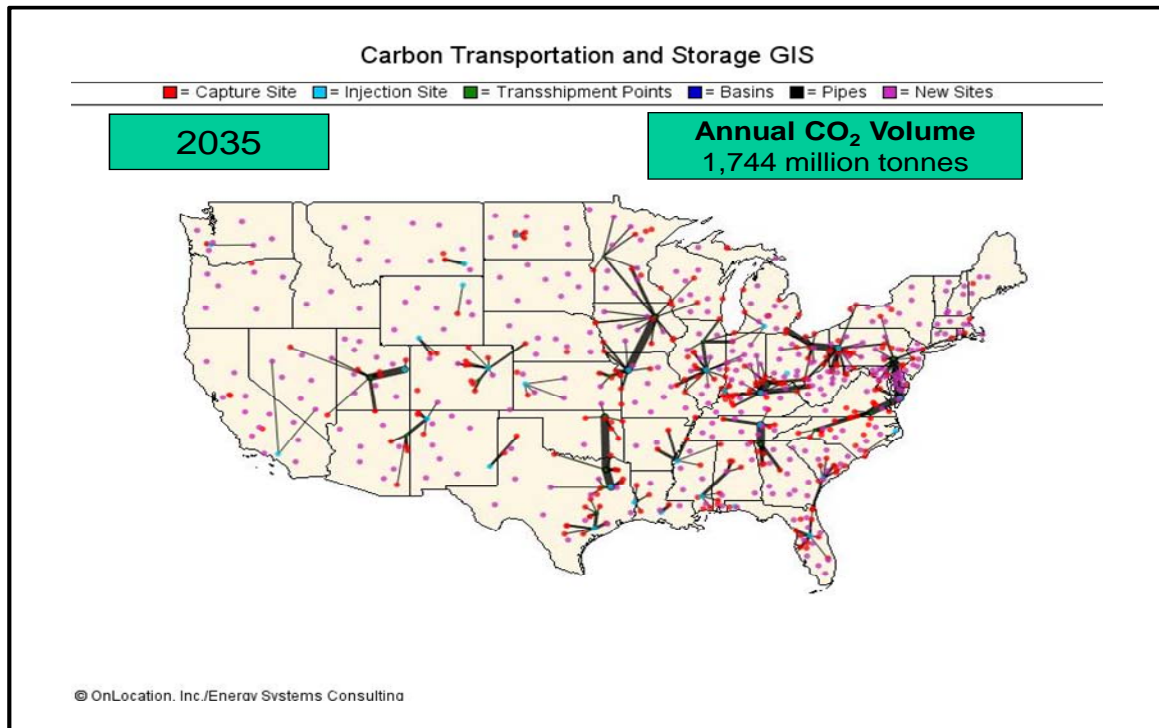 Carbon Transportation and Storage GIS
= Capture Site = Injection Site = Transshipment Points = Basins = Pipes = New Sites
2035
Annual CO₂ Volume
1,744 million tonnes
© OnLocation, Inc./Energy Systems Consulting